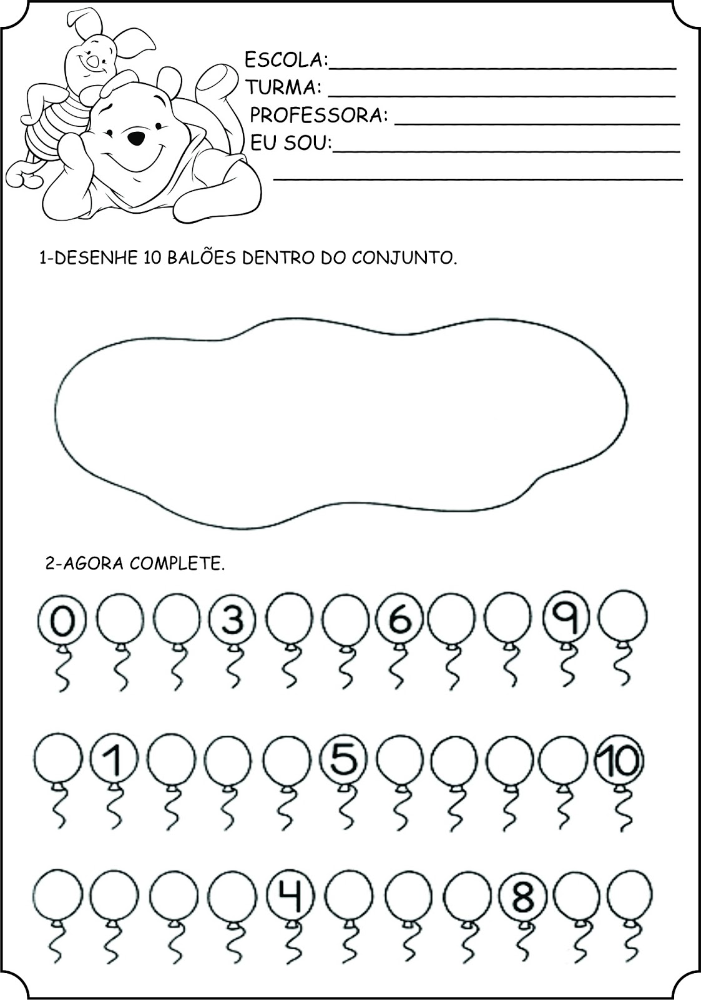 ESCOLA:
TURMA:
PROFESSORA:
EU SOU:
1-DESENHE 10 BALÕES DENTRO DO CONJUNTO.
2-AGORA COMPLETE.
0 3 6 9
1 5 10
4 8